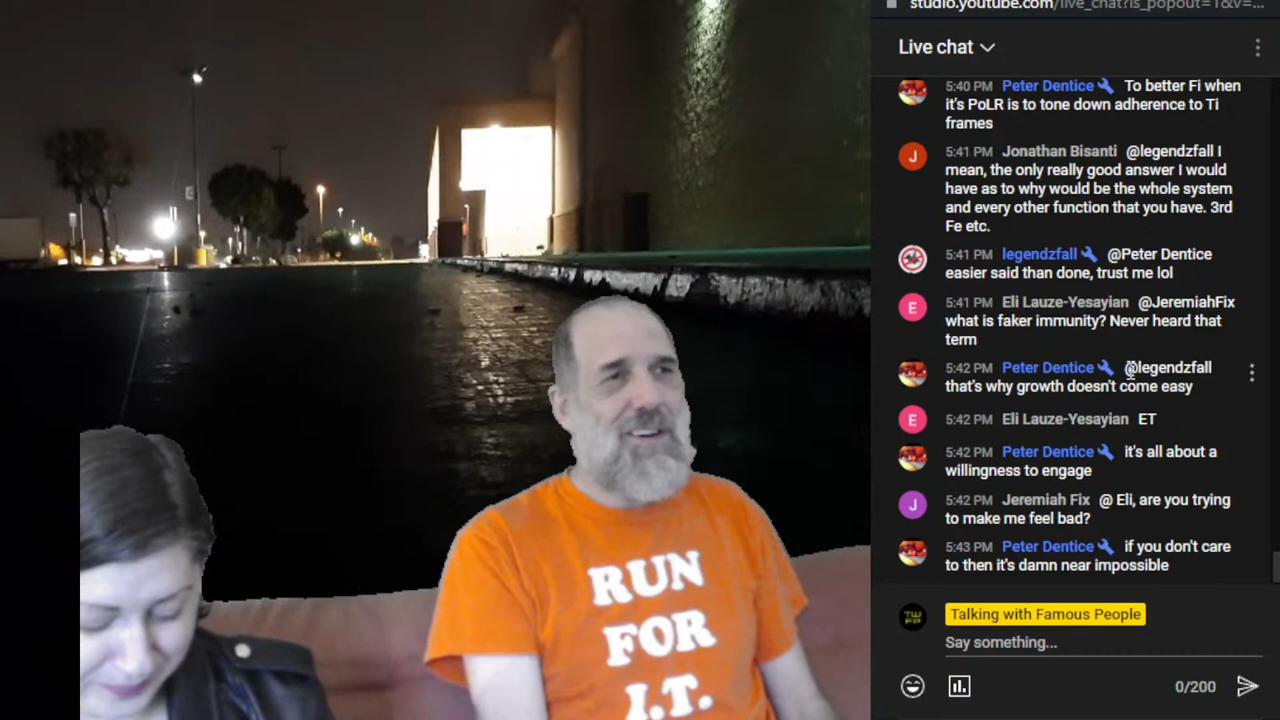 studio.youtube.com/live_chat?is_popout=1&v=...
Live chat
5:40 PM Peter Dentice To better Fi when
it's PoLR is to tone down adherence to Ti
frames
5:41 PM Jonathan Bisanti @legendzfall I
mean, the only really good answer I would
have as to why would be the whole system
and every other function that you have. 3rd
Fe etc.
5:41 PM legendzfall @Peter Dentice
easier said than done, trust me lol
5:41 PM Eli Lauze-Yesayian @JeremiahFix
what is faker immunity? Never heard that
term
5:42 PM Peter Dentice @legendzfall
that's why growth doesn't come easy
5:42 PM Eli Lauze-Yesayian ET
5:42 PM Peter Dentice it's all about a
willingness to engage
5:42 PM Jeremiah Fix @ Eli, are you trying
to make me feel bad?
5:43 PM Peter Dentice if you don't care
to then it's damn near impossible
Talking with Famous People
Say something...
0/200
J
E
E
J
TW
FP
RUN
FOR
I.T.